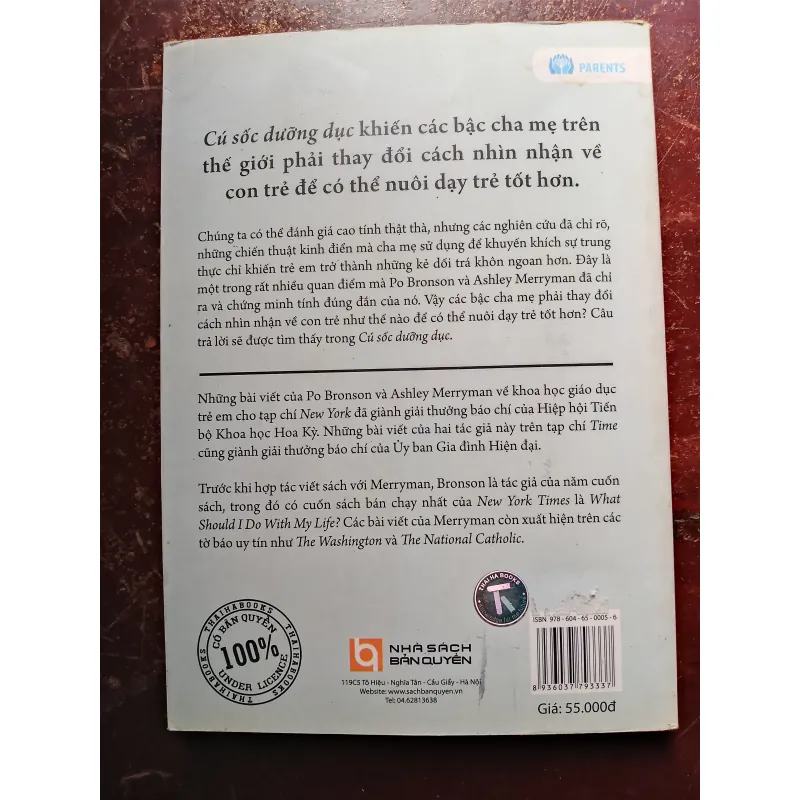 PARENTS
Cú sốc dưỡng dục khiến các bậc cha mẹ trên
thế giới phải thay đổi cách nhìn nhận về
con trẻ để có thể nuôi dạy trẻ tốt hơn.
Chúng ta có thể đánh giá cao tính thật thà, nhưng các nghiên cứu đã chỉ rõ,
những chiến thuật kinh điển mà cha mẹ sử dụng để khuyến khích sự trung
thực chỉ khiến trẻ em trở thành những kẻ dối trá khôn ngoan hơn. Đây là
một trong rất nhiều quan điểm mà Po Bronson và Ashley Merryman đã chỉ
ra và chứng minh tính đúng đắn của nó. Vậy các bậc cha mẹ phải thay đổi
cách nhìn nhận về con trẻ như thế nào để có thể nuôi dạy trẻ tốt hơn? Câu
trả lời sẽ được tìm thấy trong Cú sốc dưỡng dục.
Những bài viết của Po Bronson và Ashley Merryman về khoa học giáo dục
trẻ em cho tạp chí New York đã giành giải thưởng báo chí của Hiệp hội Tiến
bộ Khoa học Hoa Kỳ. Những bài viết của hai tác giả này trên tạp chí Time
cũng giành giải thưởng báo chí của Ủy ban Gia đình Hiện đại.
Trước khi hợp tác viết sách với Merryman, Bronson là tác giả của năm cuốn
sách, trong đó có cuốn sách bán chạy nhất của New York Times là What
Should I Do With My Life? Các bài viết của Merryman còn xuất hiện trên các
tờ báo uy tín như The Washington và The National Catholic.
THAIHABOOKS
CÓ BẢN QUYỀN
100%
UNDER LICENCE
THAIHABOOKS
THAIHABOOKS
NHÀ SÁCH
BẢN QUYỀN
119C5 Tô Hiệu - Nghĩa Tân - Cầu Giấy - Hà Nội
Website: www.sachbanquyen.vn
Tel: 04.62813638
THAI HA BOOKS
ISBN 978 - 604 - 65 - 0005 - 6
8 936037 793337
Giá: 55.000đ